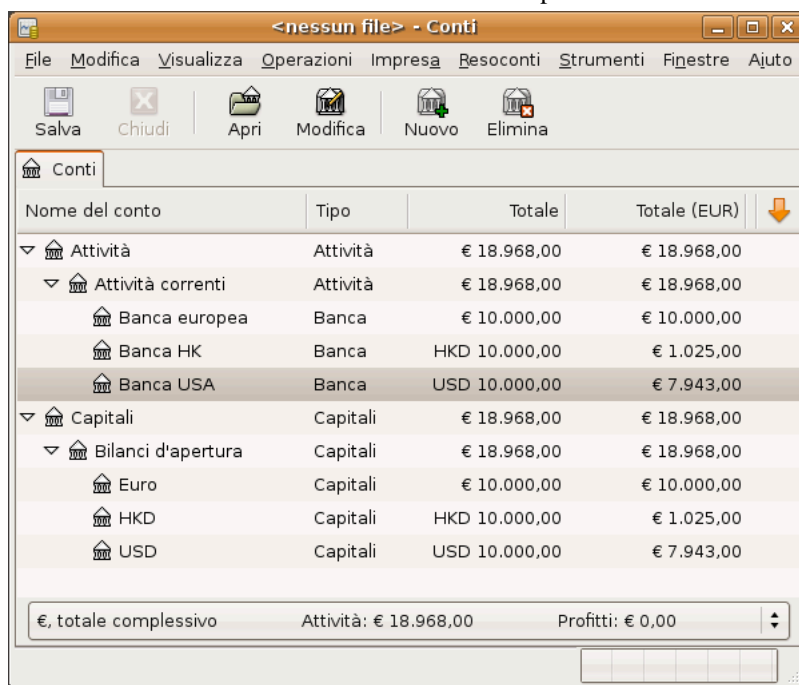 <nessun file> - Conti
File Modifica Visualizza Operazioni Impresa Resoconti Strumenti Finestre Aiuto
Salva Chiudi Apri Modifica Nuovo Elimina
Conti
Nome del conto Tipo Totale Totale (EUR)
Attività Attività € 18.968,00 € 18.968,00
Attività correnti Attività € 18.968,00 € 18.968,00
Banca europea Banca € 10.000,00 € 10.000,00
Banca HK Banca HKD 10.000,00 € 1.025,00
Banca USA Banca USD 10.000,00 € 7.943,00
Capitali Capitali € 18.968,00 € 18.968,00
Bilanci d'apertura Capitali € 18.968,00 € 18.968,00
Euro Capitali € 10.000,00 € 10.000,00
HKD Capitali HKD 10.000,00 € 1.025,00
USD Capitali USD 10.000,00 € 7.943,00
€, totale complessivo Attività: € 18.968,00 Profitti: € 0,00